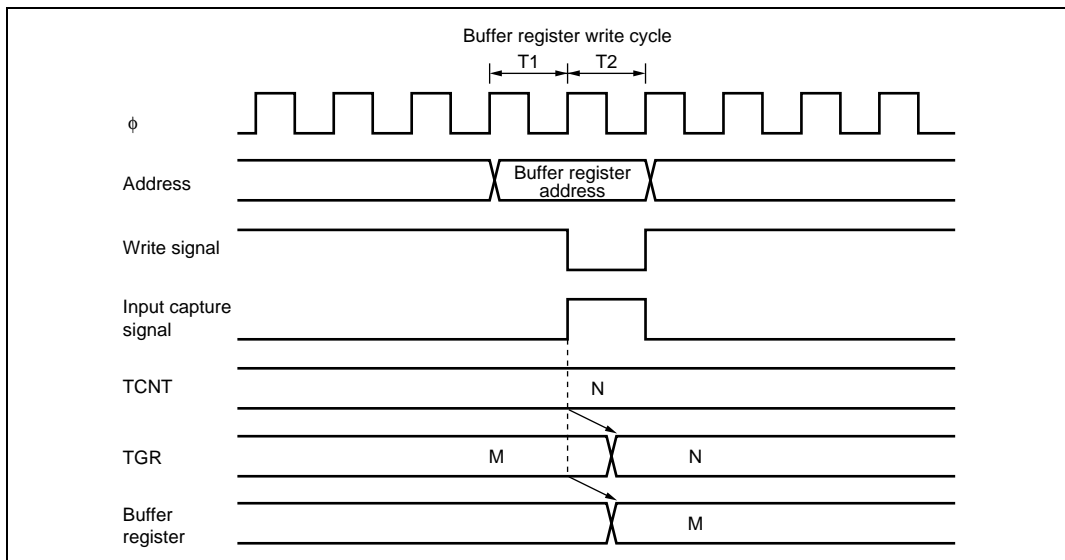 Buffer register write cycle
T1 T2
ϕ
Address
Buffer register
address
Write signal
Input capture
signal
TCNT
N
TGR
M N
Buffer
register
M